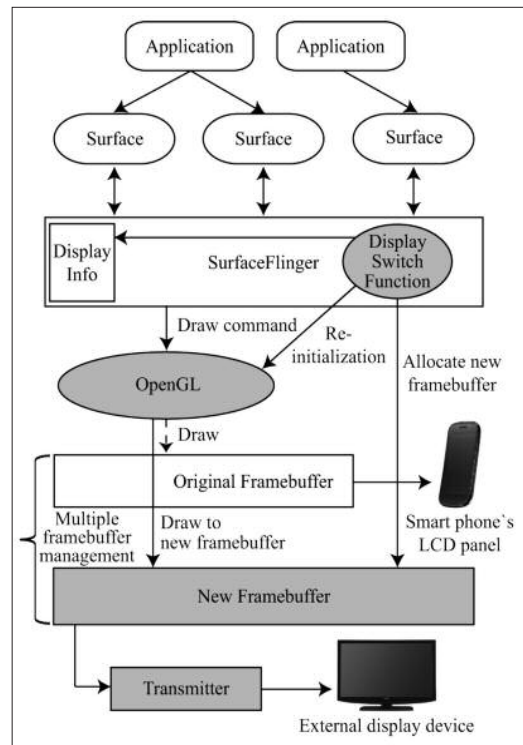 Application
Application
Surface
Surface
Surface
Display
Info
SurfaceFlinger
Display
Switch
Function
Draw command
Re-
initialization
Allocate new
framebuffer
OpenGL
Draw
Original Framebuffer
Smart phone`s
LCD panel
Multiple
framebuffer
management
Draw to
new framebuffer
New Framebuffer
Transmitter
External display device